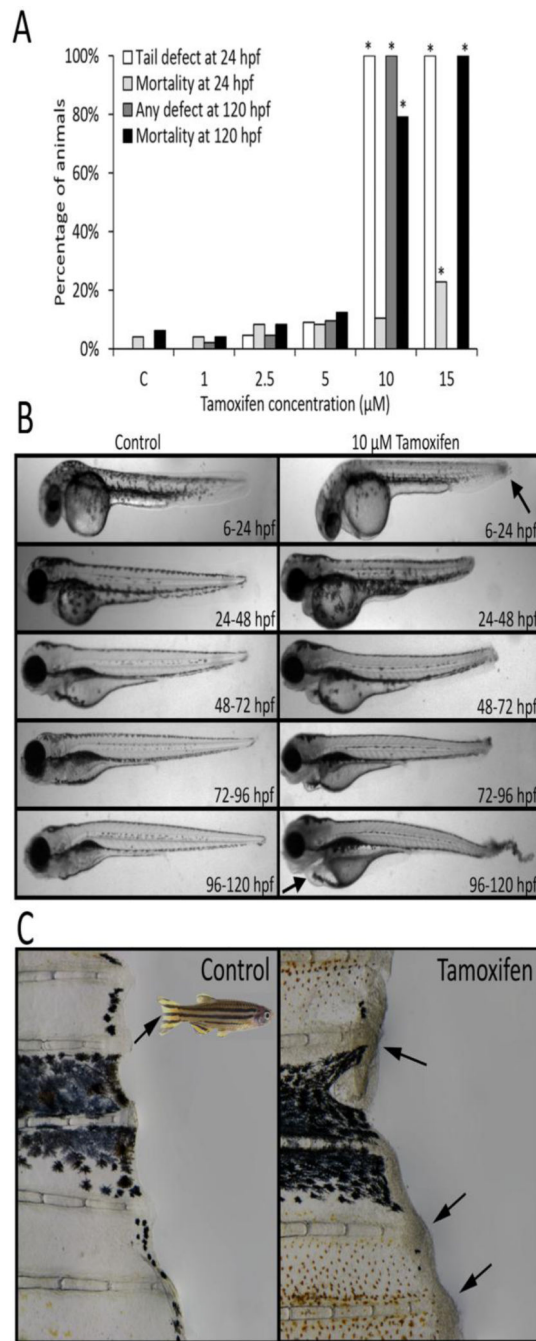 A
Tail defect at 24 hpf
Mortality at 24 hpf
Any defect at 120 hpf
Mortality at 120 hpf
* * * * * *
100%
80%
60%
40%
20%
0%
Percentage of animals
C 1 2.5 5 10 15
Tamoxifen concentration (µM)
B
Control 10 µM Tamoxifen
6-24 hpf 6-24 hpf
24-48 hpf 24-48 hpf
48-72 hpf 48-72 hpf
72-96 hpf 72-96 hpf
96-120 hpf 96-120 hpf
C
Control Tamoxifen